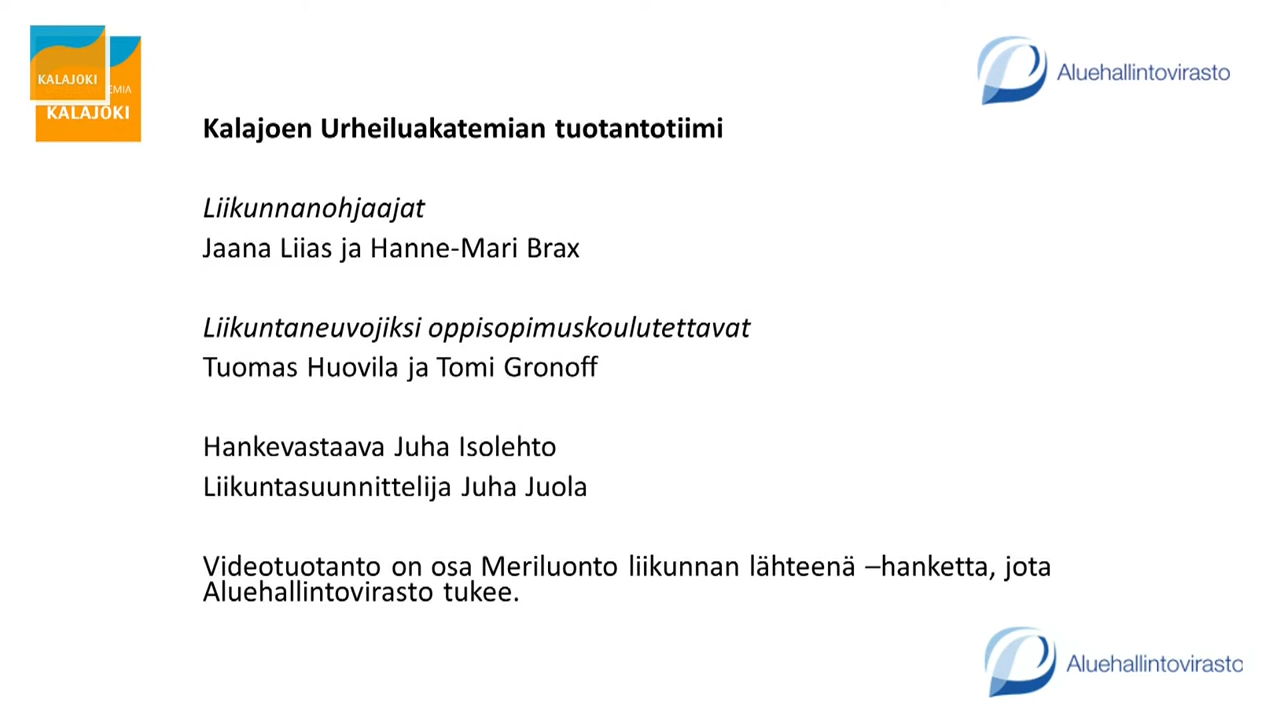 KALAJOKI
KALAJOKI
Aluehallintovirasto
Kalajoen Urheiluakatemian tuotantotiimi
Liikunnanohjaajat
Jaana Liias ja Hanne-Mari Brax
Liikuntaneuvojiksi oppisopimuskoulutettavat
Tuomas Huovila ja Tomi Gronoff
Hankevastaava Juha Isolehto
Liikuntasuunnittelija Juha Juola
Videotuotanto on osa Meriluonto liikunnan lähteenä –hanketta, jota
Aluehallintovirasto tukee.
Aluehallintovirasto